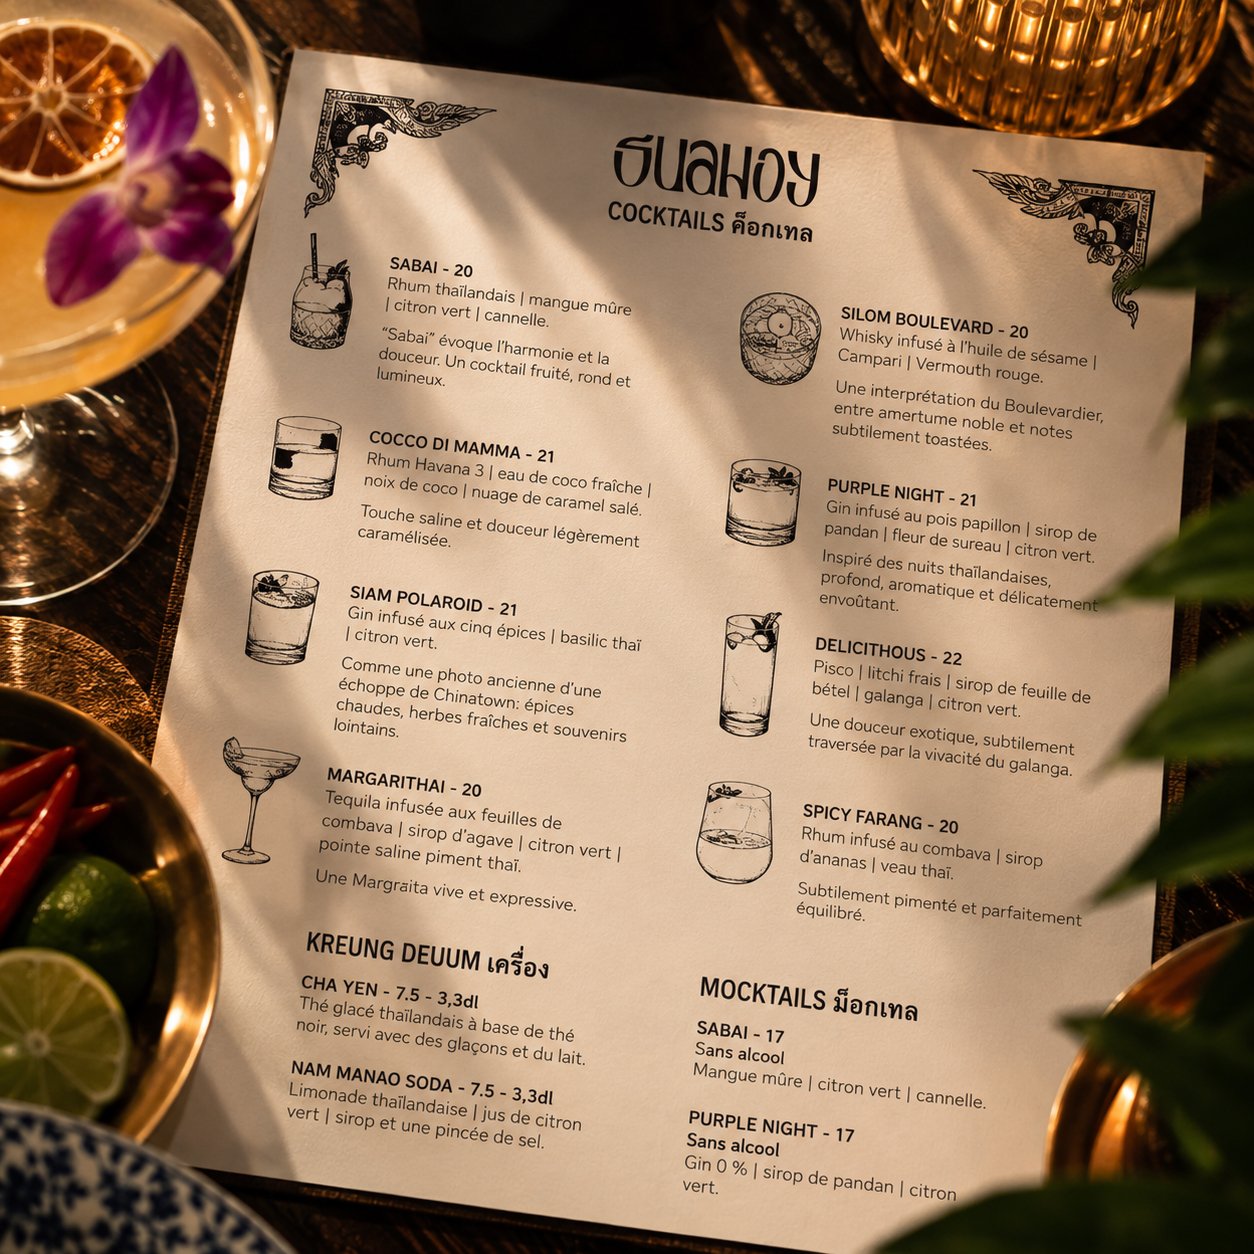 COCKTAILS ค็อกเทล
SABAI - 20
Rhum thaïlandais | mangue mûre
| citron vert | cannelle.
“Sabai” évoque l’harmonie et la
douceur. Un cocktail fruité, rond et
lumineux.
COCCO DI MAMMA - 21
Rhum Havana 3 | eau de coco fraîche |
noix de coco | nuage de caramel salé.
Touche saline et douceur légèrement
caramélisée.
SIAM POLAROID - 21
Gin infusé aux cinq épices | basilic thaï
| citron vert.
Comme une photo ancienne d’une
échoppe de Chinatown: épices
chaudes, herbes fraîches et souvenirs
lointains.
MARGARITHAI - 20
Tequila infusée aux feuilles de
combava | sirop d’agave | citron vert |
pointe saline piment thaï.
Une Margraita vive et expressive.
SILOM BOULEVARD - 20
Whisky infusé à l’huile de sésame |
Campari | Vermouth rouge.
Une interprétation du Boulevardier,
entre amertume noble et notes
subtilement toastées.
PURPLE NIGHT - 21
Gin infusé au pois papillon | sirop de
pandan | fleur de sureau | citron vert.
Inspiré des nuits thaïlandaises,
profond, aromatique et délicatement
envoûtant.
DELICITHOUS - 22
Pisco | litchi frais | sirop de feuille de
bétel | galanga | citron vert.
Une douceur exotique, subtilement
traversée par la vivacité du galanga.
SPICY FARANG - 20
Rhum infusé au combava | sirop
d’ananas | veau thaï.
Subtilement pimenté et parfaitement
équilibré.
KREUNG DEUUM เครื่อง
CHA YEN - 7.5 - 3,3dl
Thé glacé thaïlandais à base de thé
noir, servi avec des glaçons et du lait.
NAM MANAO SODA - 7.5 - 3,3dl
Limonade thaïlandaise | jus de citron
vert | sirop et une pincée de sel.
MOCKTAILS ม็อกเทล
SABAI - 17
Sans alcool
Mangue mûre | citron vert | cannelle.
PURPLE NIGHT - 17
Sans alcool
Gin 0 % | sirop de pandan | citron
vert.